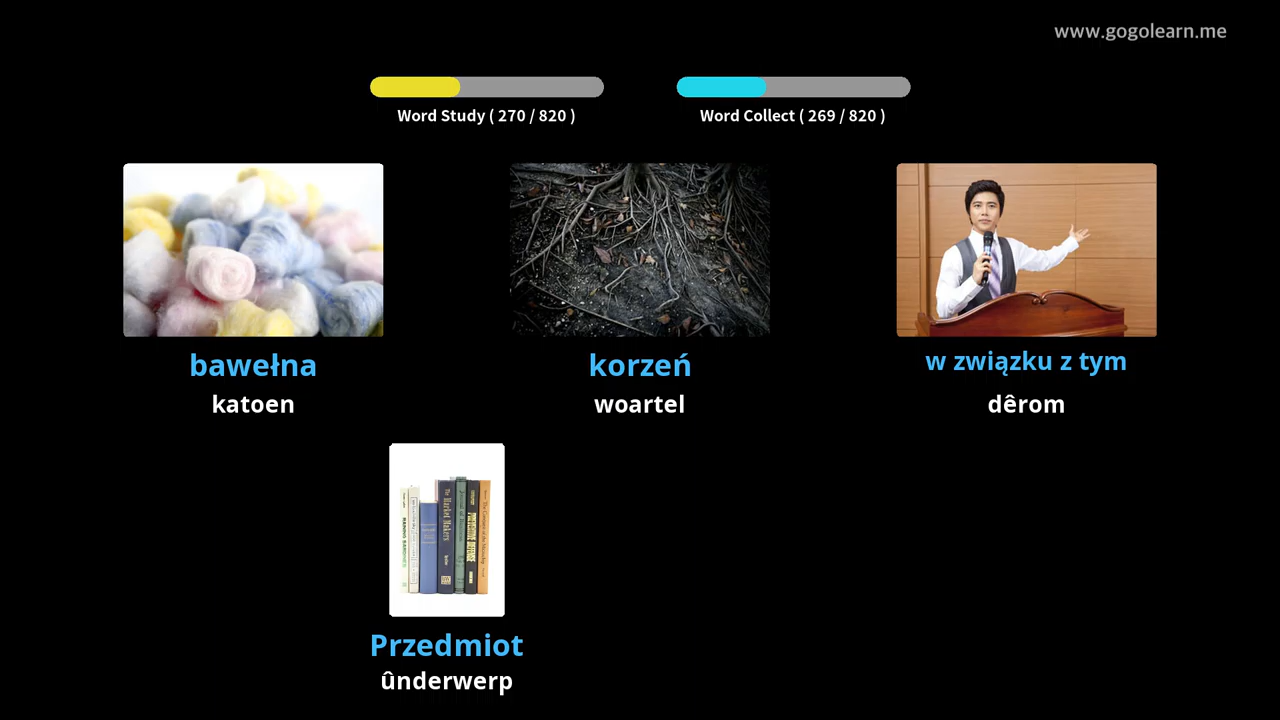 www.gogolearn.me
Word Study ( 270 / 820 )
Word Collect ( 269 / 820 )
bawełna
korzeń
w związku z tym
katoen
woartel
dêrom
Przedmiot
ûnderwerp